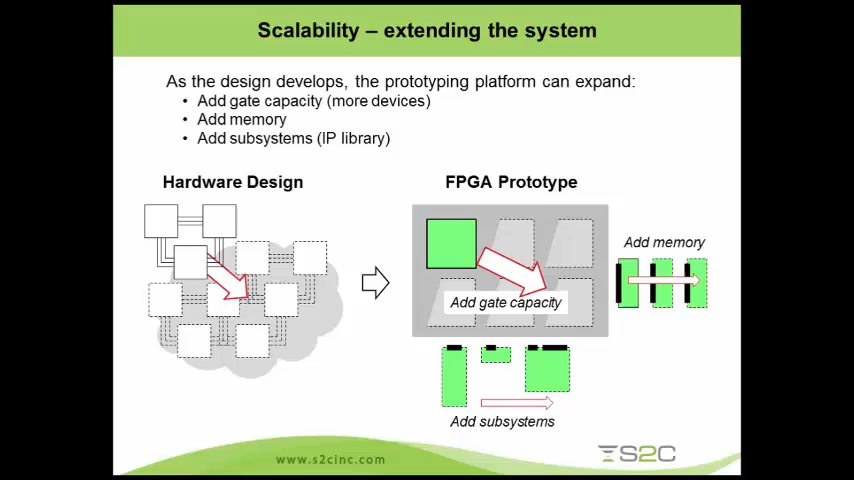 Scalability – extending the system
As the design develops, the prototyping platform can expand:
• Add gate capacity (more devices)
• Add memory
• Add subsystems (IP library)
Hardware Design
FPGA Prototype
Add memory
Add gate capacity
Add subsystems
www.s2cinc.com
S2C